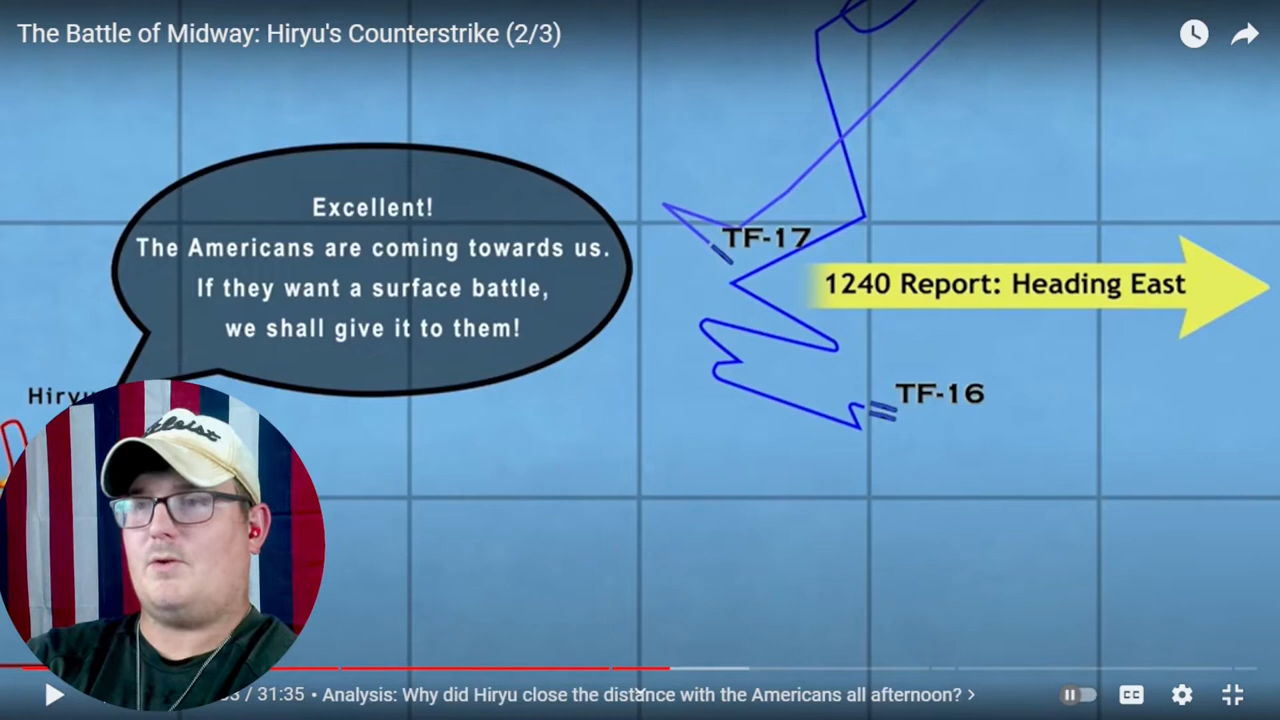 The Battle of Midway: Hiryu's Counterstrike (2/3)
Excellent!
The Americans are coming towards us.
If they want a surface battle,
we shall give it to them!
TF-17
1240 Report: Heading East
TF-16
/ 31:35 • Analysis: Why did Hiryu close the distance with the Americans all afternoon? >
CC